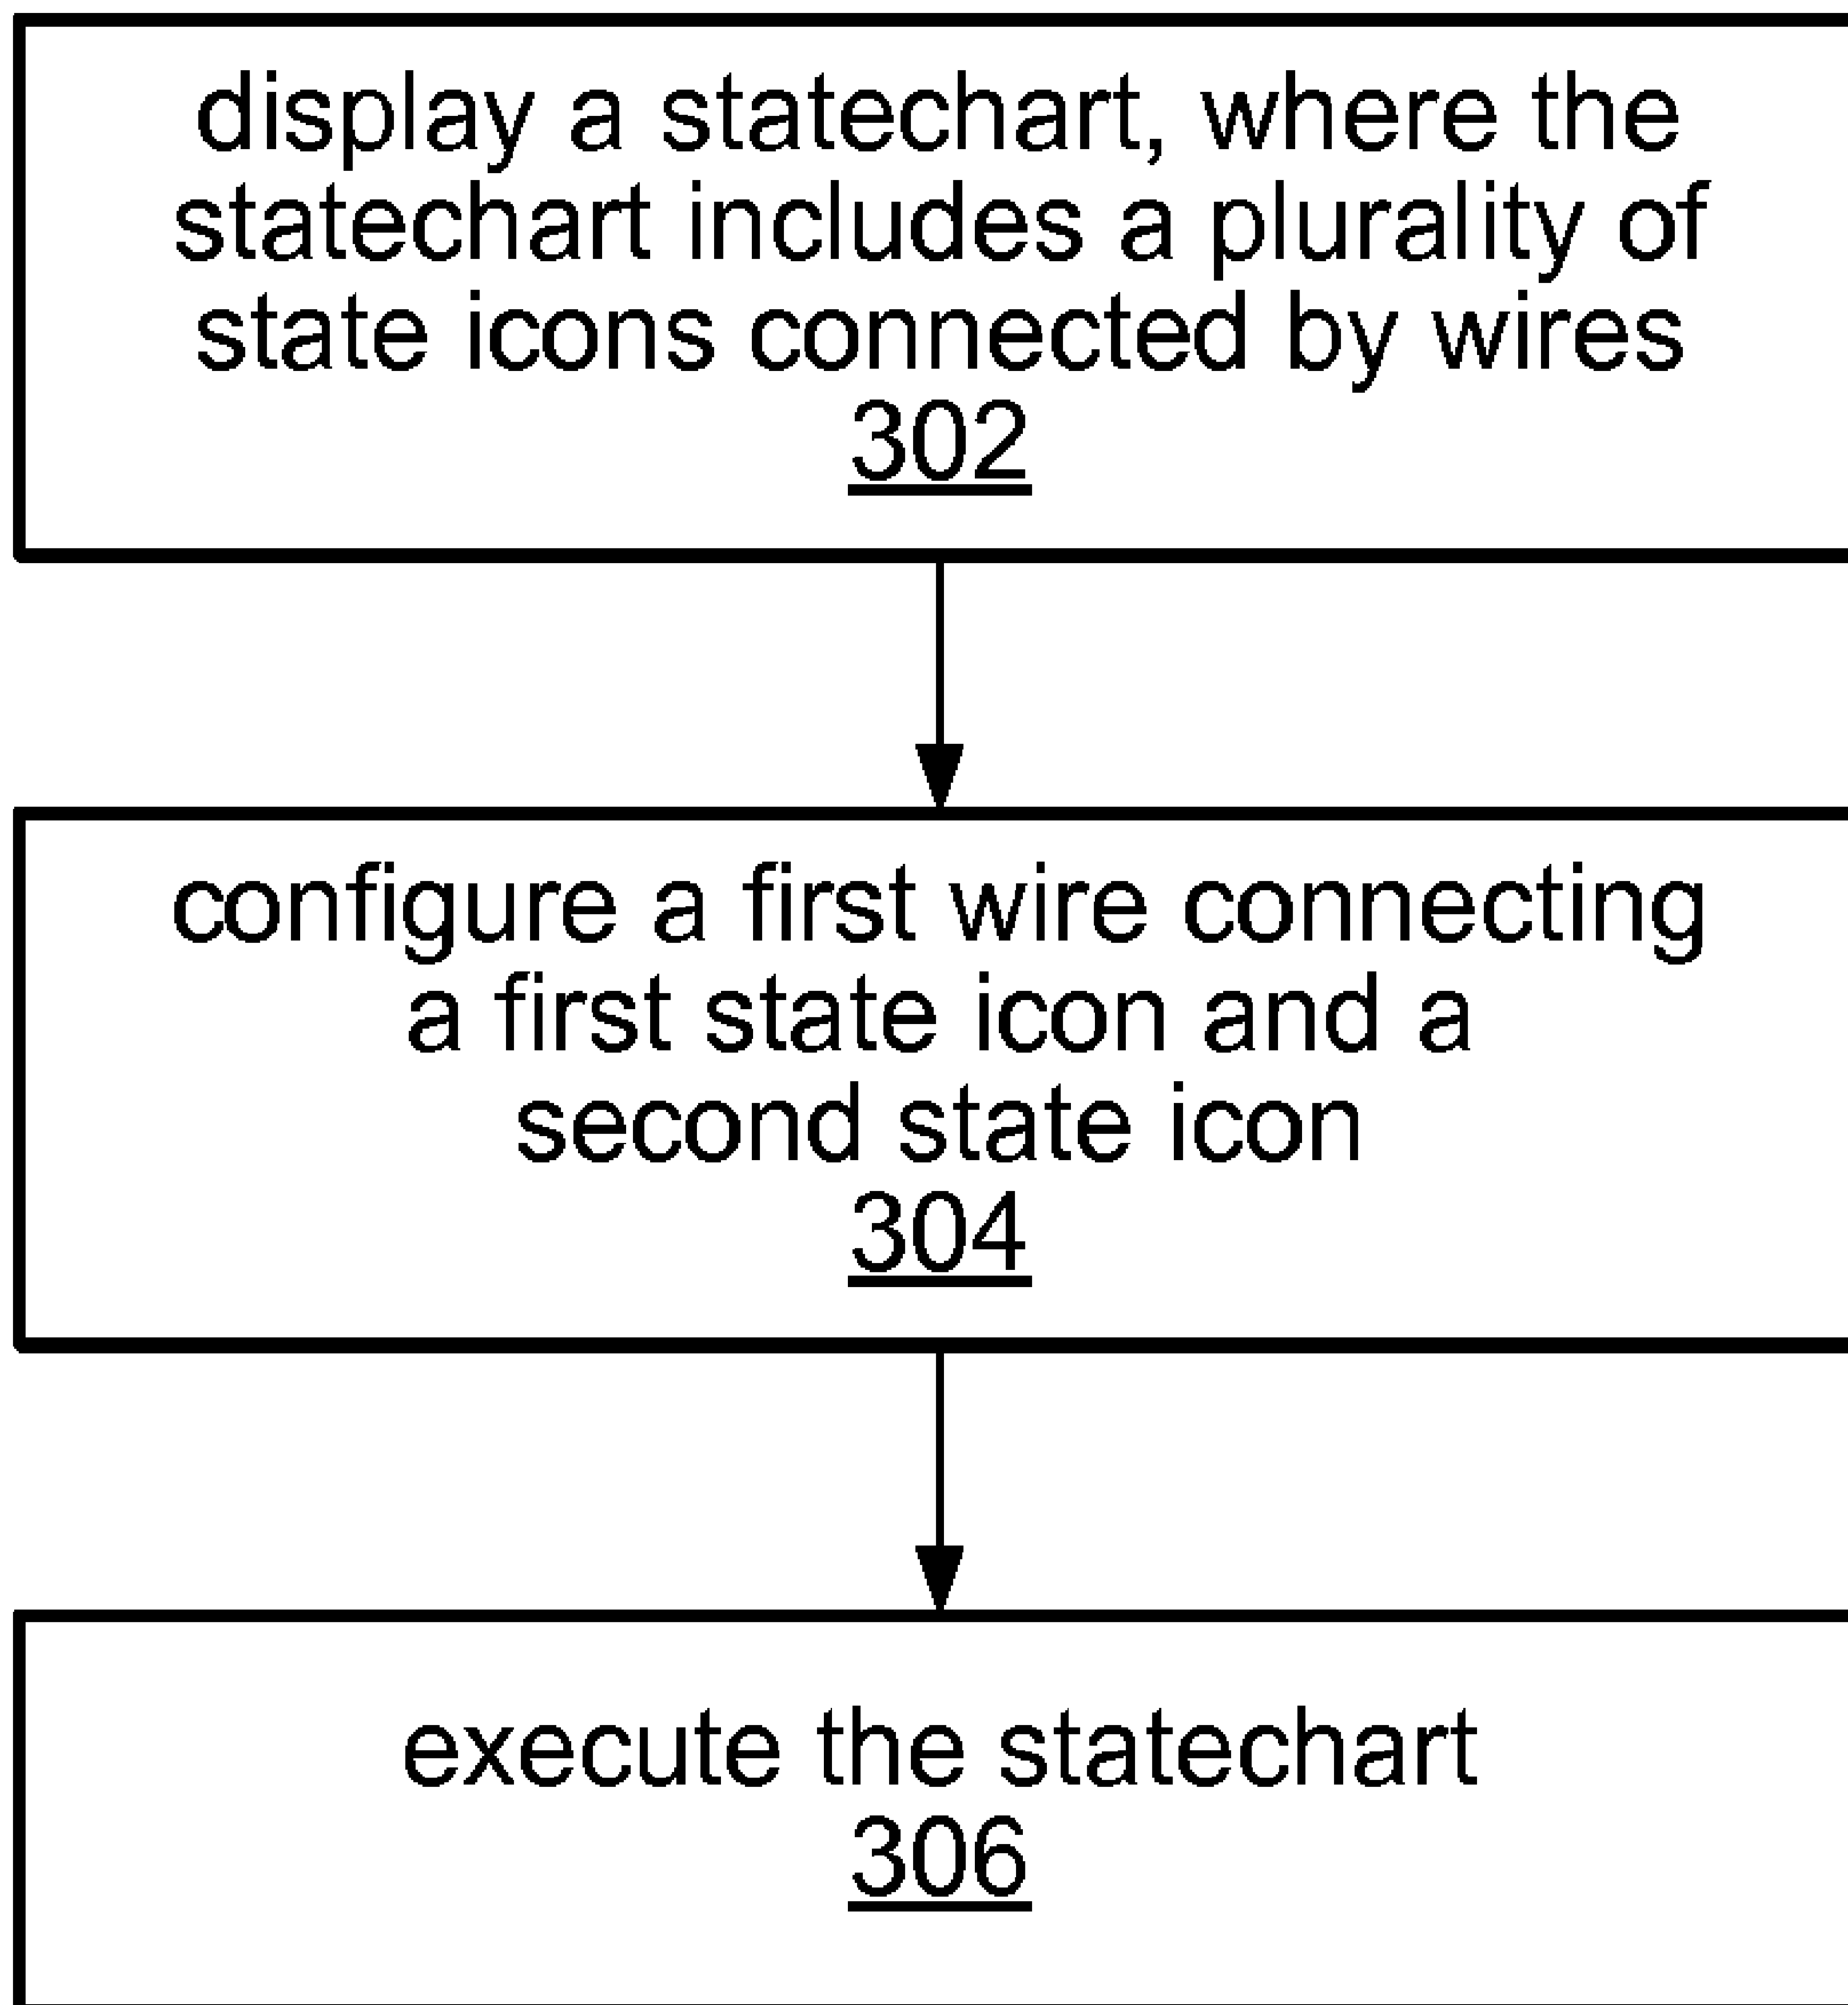 display a statechart, where the
statechart includes a plurality of
state icons connected by wires
302
configure a first wire connecting
a first state icon and a
second state icon
304
execute the statechart
306